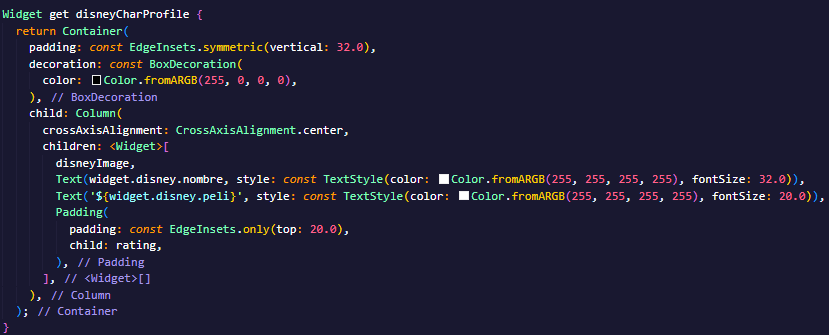 Widget get disneyCharProfile {
  return Container(
    padding: const EdgeInsets.symmetric(vertical: 32.0),
    decoration: const BoxDecoration(
      color: Color.fromARGB(255, 0, 0, 0),
    ), // BoxDecoration
    child: Column(
      crossAxisAlignment: CrossAxisAlignment.center,
      children: <Widget>[
        disneyImage,
        Text(widget.disney.nombre, style: const TextStyle(color: Color.fromARGB(255, 255, 255, 255), fontSize: 32.0)),
        Text('${widget.disney.peli}', style: const TextStyle(color: Color.fromARGB(255, 255, 255, 255), fontSize: 20.0)),
        Padding(
          padding: const EdgeInsets.only(top: 20.0),
          child: rating,
        ), // Padding
      ], // <Widget>[]
    ), // Column
  ); // Container
}